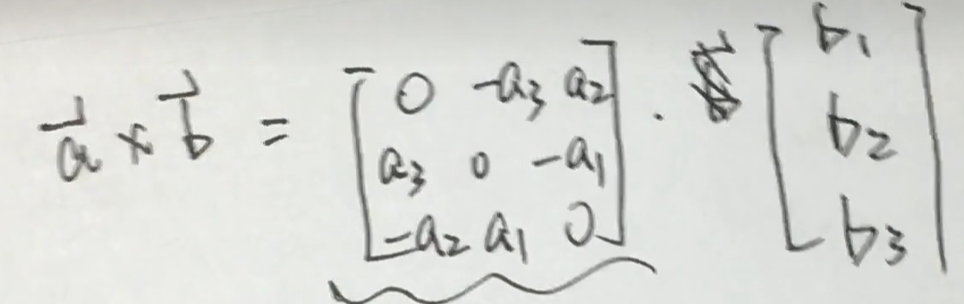 $\vec{a} \times \vec{b} = \begin{bmatrix} 0 & -a_3 & a_2 \\ a_3 & 0 & -a_1 \\ -a_2 & a_1 & 0 \end{bmatrix} \cdot \begin{bmatrix} b_1 \\ b_2 \\ b_3 \end{bmatrix}$